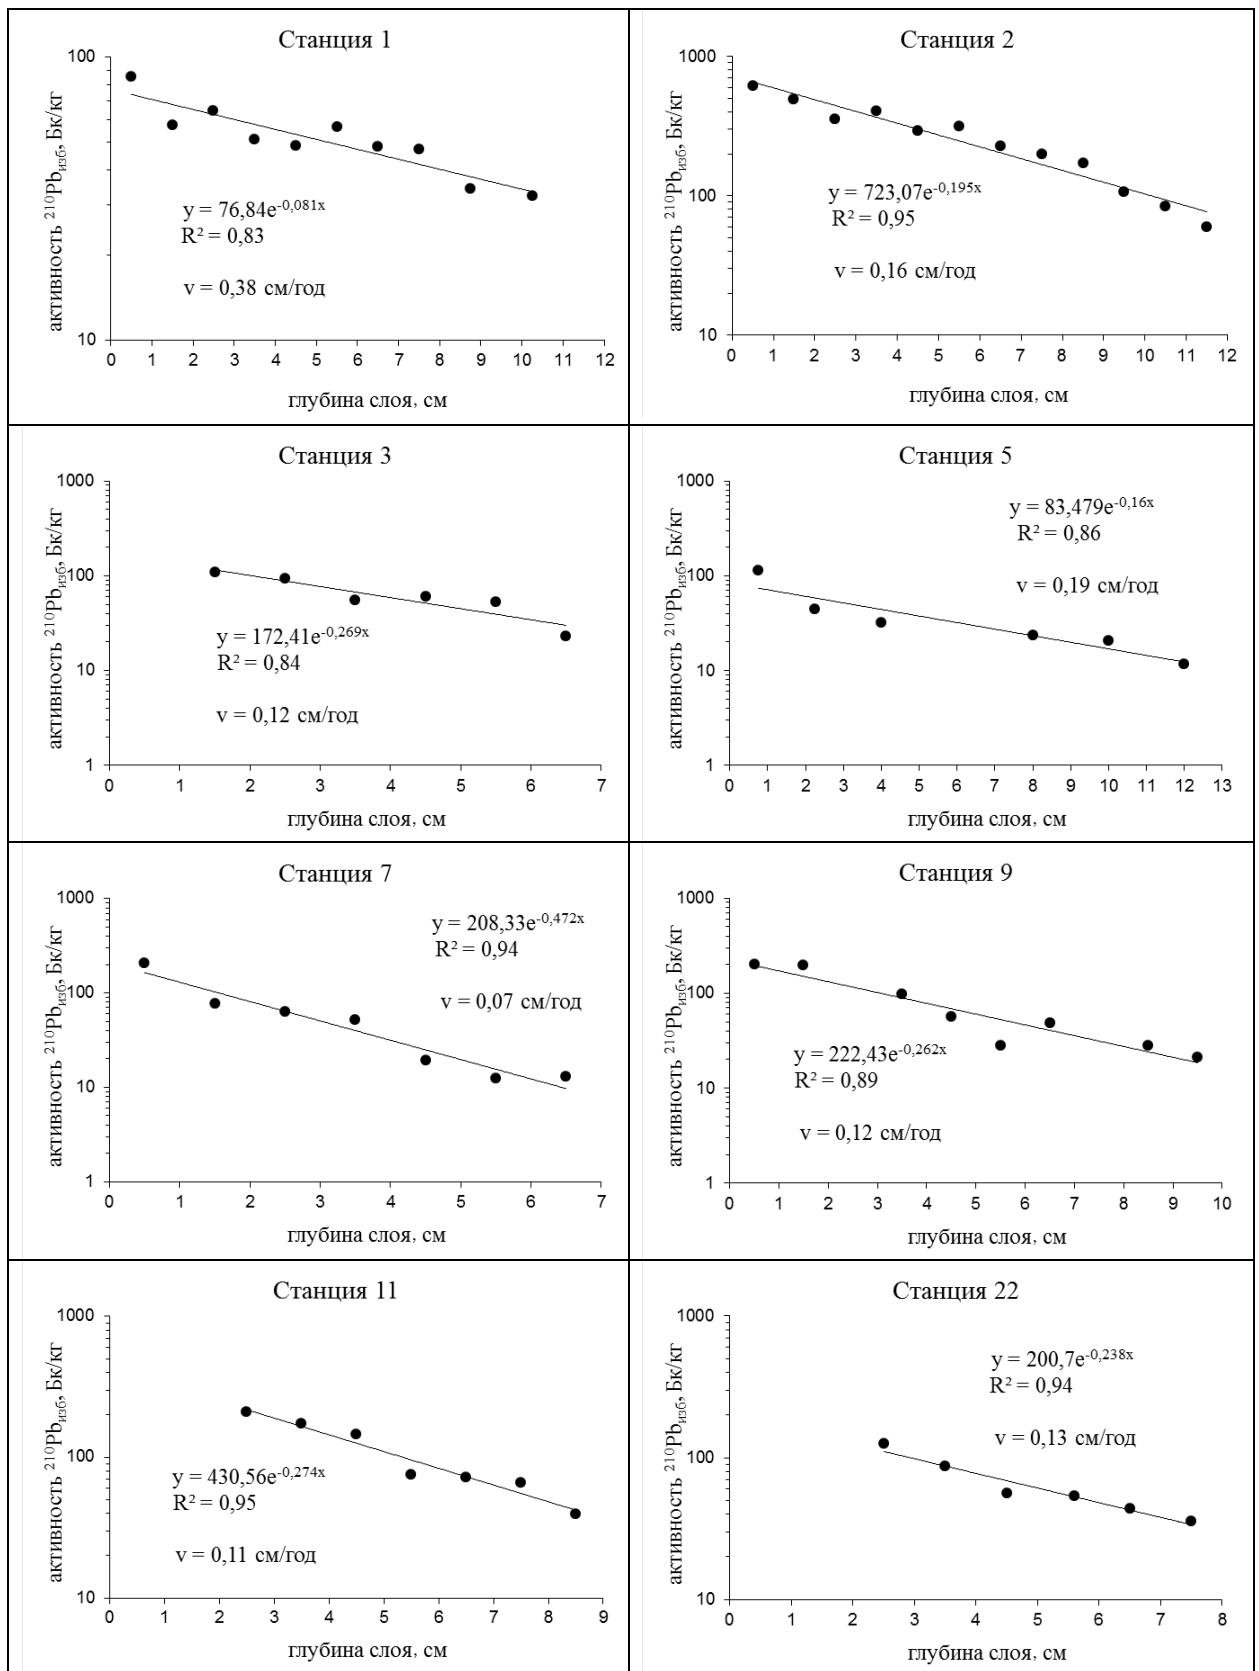 Станция 1
активность ²¹⁰Pbизб, Бк/кг
100
10
y = 76,84e^-0,081x
R² = 0,83
v = 0,38 см/год
0 1 2 3 4 5 6 7 8 9 10 11 12
глубина слоя, см
Станция 2
активность ²¹⁰Pbизб, Бк/кг
1000
100
10
y = 723,07e^-0,195x
R² = 0,95
v = 0,16 см/год
0 1 2 3 4 5 6 7 8 9 10 11 12
глубина слоя, см
Станция 3
активность ²¹⁰Pbизб, Бк/кг
1000
100
10
1
y = 172,41e^-0,269x
R² = 0,84
v = 0,12 см/год
0 1 2 3 4 5 6 7
глубина слоя, см
Станция 5
активность ²¹⁰Pbизб, Бк/кг
1000
100
10
1
y = 83,479e^-0,16x
R² = 0,86
v = 0,19 см/год
0 1 2 3 4 5 6 7 8 9 10 11 12 13
глубина слоя, см
Станция 7
активность ²¹⁰Pbизб, Бк/кг
1000
100
10
1
y = 208,33e^-0,472x
R² = 0,94
v = 0,07 см/год
0 1 2 3 4 5 6 7
глубина слоя, см
Станция 9
активность ²¹⁰Pbизб, Бк/кг
1000
100
10
1
y = 222,43e^-0,262x
R² = 0,89
v = 0,12 см/год
0 1 2 3 4 5 6 7 8 9 10
глубина слоя, см
Станция 11
активность ²¹⁰Pbизб, Бк/кг
1000
100
10
y = 430,56e^-0,274x
R² = 0,95
v = 0,11 см/год
0 1 2 3 4 5 6 7 8 9
глубина слоя, см
Станция 22
активность ²¹⁰Pbизб, Бк/кг
1000
100
10
y = 200,7e^-0,238x
R² = 0,94
v = 0,13 см/год
0 1 2 3 4 5 6 7 8
глубина слоя, см